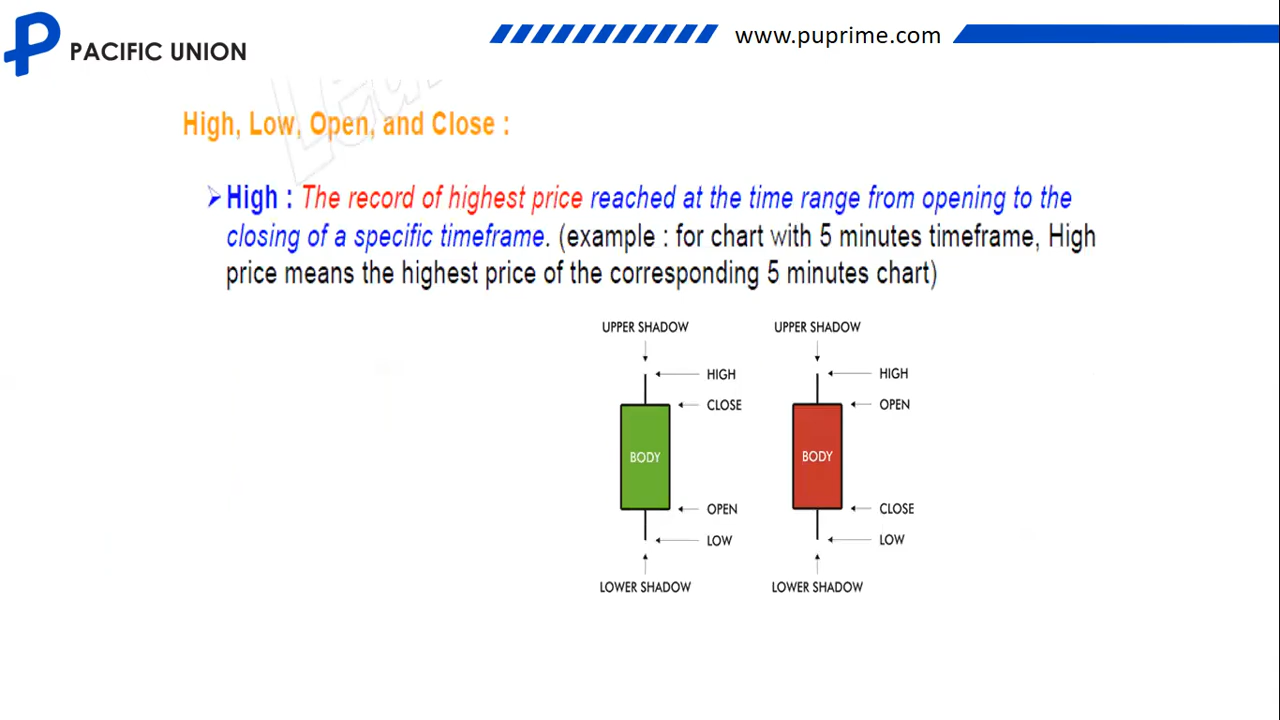 PACIFIC UNION
www.puprime.com
High, Low, Open, and Close :
High : The record of highest price reached at the time range from opening to the
closing of a specific timeframe. (example : for chart with 5 minutes timeframe, High
price means the highest price of the corresponding 5 minutes chart)
UPPER SHADOW
UPPER SHADOW
HIGH
HIGH
CLOSE
OPEN
BODY
BODY
OPEN
CLOSE
LOW
LOW
LOWER SHADOW
LOWER SHADOW